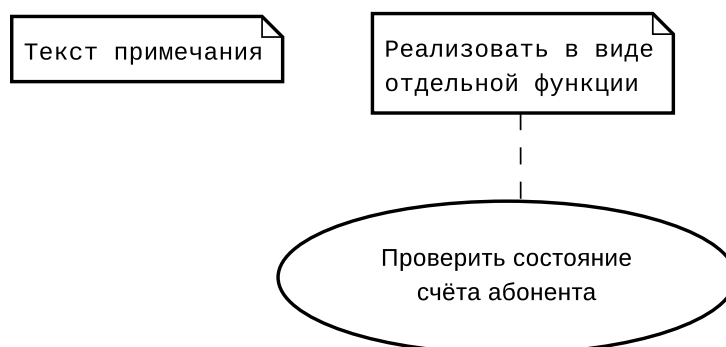 Текст примечания
Реализовать в виде
отдельной функции
Проверить состояние
счёта абонента